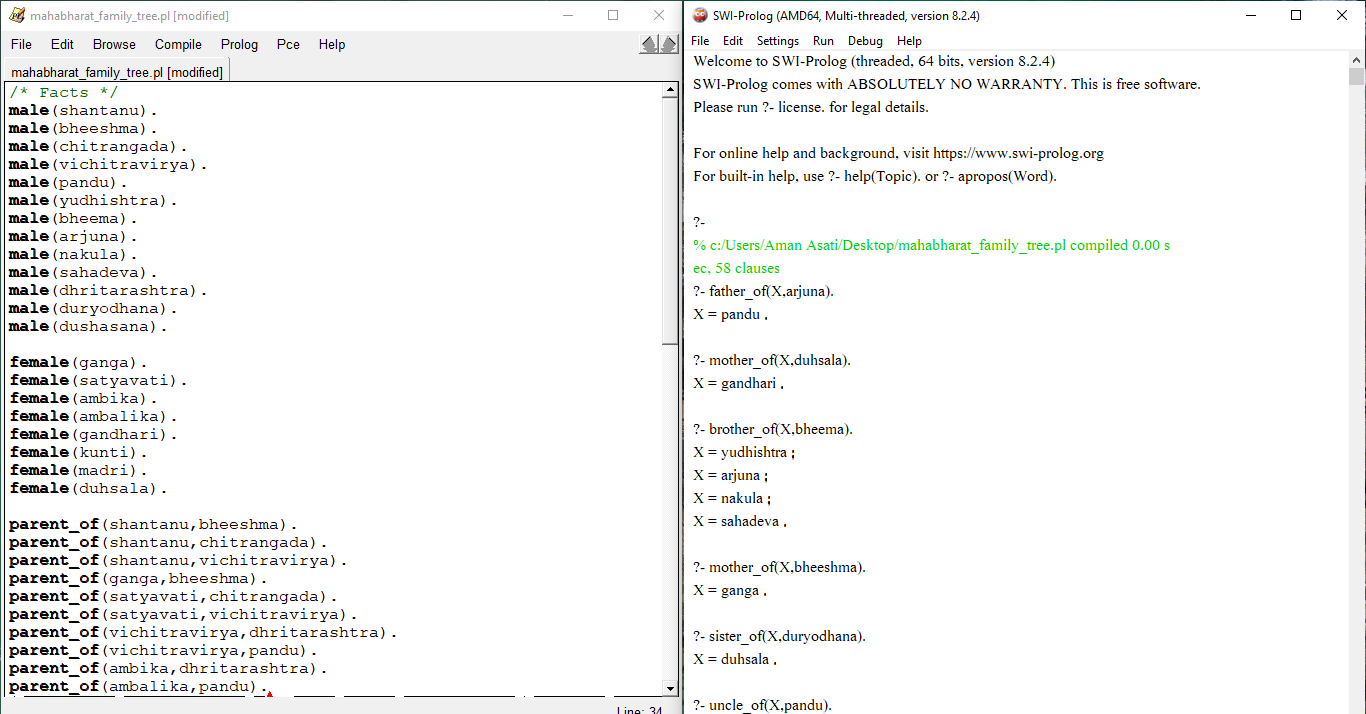 mahabharat_family_tree.pl [modified]
File Edit Browse Compile Prolog Pce Help
mahabharat_family_tree.pl [modified]
/* Facts */
male(shantanu).
male(bheeshma).
male(chitrangada).
male(vichitravirya).
male(pandu).
male(yudhishtra).
male(bheema).
male(arjuna).
male(nakula).
male(sahadeva).
male(dhritarashtra).
male(duryodhana).
male(dushasana).
female(ganga).
female(satyavati).
female(ambika).
female(ambalika).
female(gandhari).
female(kunti).
female(madri).
female(duhsala).
parent_of(shantanu,bheeshma).
parent_of(shantanu,chitrangada).
parent_of(shantanu,vichitravirya).
parent_of(ganga,bheeshma).
parent_of(satyavati,chitrangada).
parent_of(satyavati,vichitravirya).
parent_of(vichitravirya,dhritarashtra).
parent_of(vichitravirya,pandu).
parent_of(ambika,dhritarashtra).
parent_of(ambalika,pandu).
Line: 34
SWI-Prolog (AMD64, Multi-threaded, version 8.2.4)
File Edit Settings Run Debug Help
Welcome to SWI-Prolog (threaded, 64 bits, version 8.2.4)
SWI-Prolog comes with ABSOLUTELY NO WARRANTY. This is free software.
Please run ?- license. for legal details.
For online help and background, visit https://www.swi-prolog.org
For built-in help, use ?- help(Topic). or ?- apropos(Word).
?-
% c:/Users/Aman Asati/Desktop/mahabharat_family_tree.pl compiled 0.00 s
ec, 58 clauses
?- father_of(X,arjuna).
X = pandu .
?- mother_of(X,duhsala).
X = gandhari .
?- brother_of(X,bheema).
X = yudhishtra ;
X = arjuna ;
X = nakula ;
X = sahadeva .
?- mother_of(X,bheeshma).
X = ganga .
?- sister_of(X,duryodhana).
X = duhsala .
?- uncle_of(X,pandu).